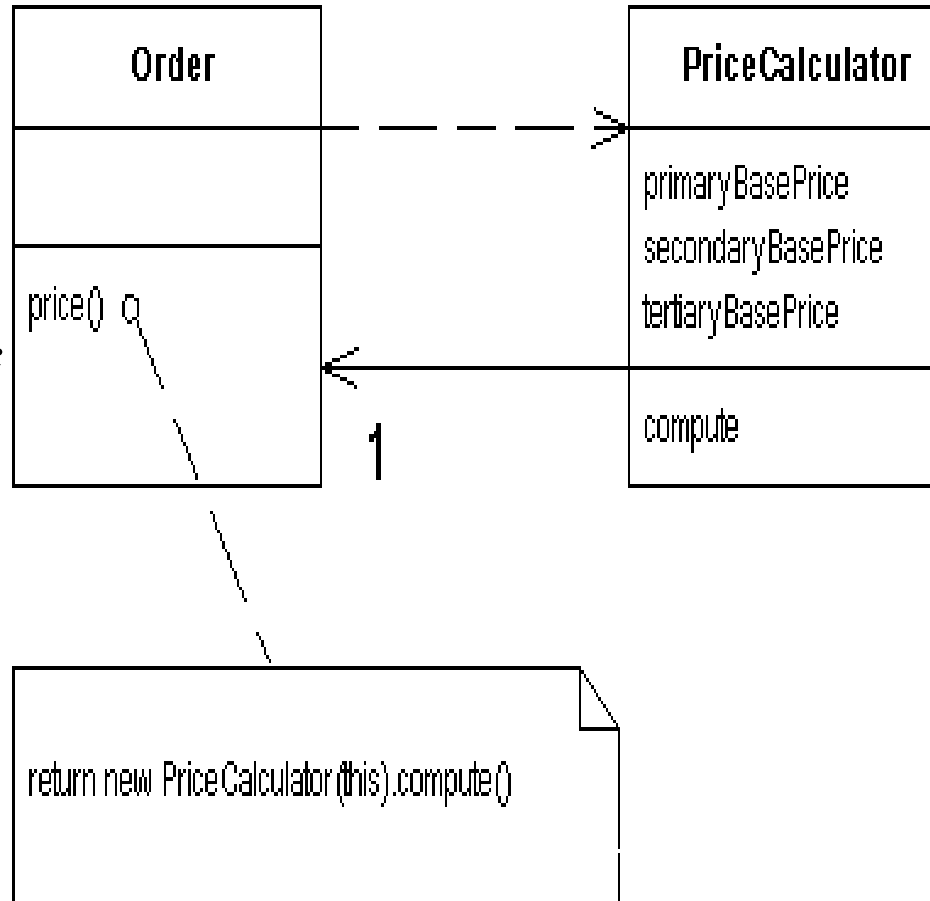 Order
PriceCalculator
primaryBasePrice
secondaryBasePrice
tertiaryBasePrice
price()
1
compute
return new PriceCalculator(this).compute()